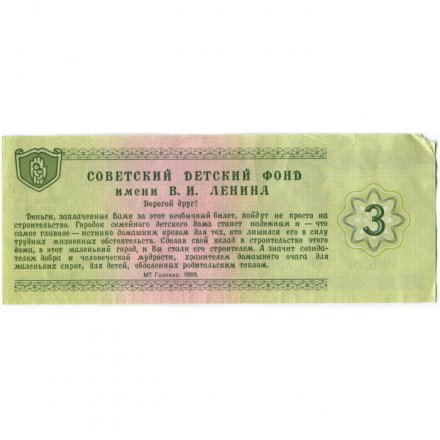 СОВЕТСКИЙ ДЕТСКИЙ ФОНД
имени В. И. ЛЕНИНА
Дорогой друг!
Деньги, заплаченные Вами за этот необычный билет, пойдут не просто на
строительство. Городок семейного детского дома станет надежным и — что
самое главное — истинно домашним кровом для тех, кто лишился его в силу
трудных жизненных обстоятельств. Сделав свой вклад в строительство этого
дома, в этот маленький город, и Вы стали его строителем. А значит созида-
телем добра и человеческой мудрости, хранителем домашнего очага для
маленьких сирот, для детей, обделенных родительским теплом.
МТ Гознака. 1988.
3